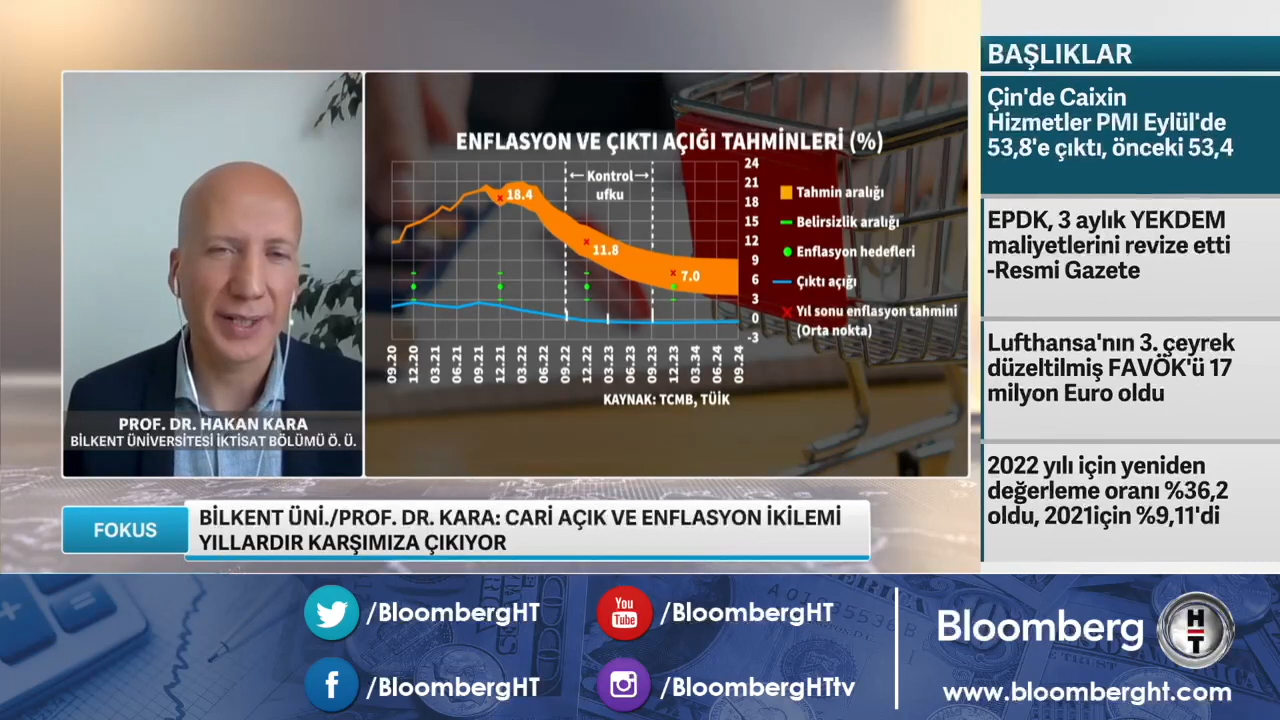 BAŞLIKLAR
Çin'de Caixin
Hizmetler PMI Eylül'de
53,8'e çıktı, önceki 53,4
EPDK, 3 aylık YEKDEM
maliyetlerini revize etti
-Resmi Gazete
Lufthansa'nın 3. çeyrek
düzeltilmiş FAVÖK'ü 17
milyon Euro oldu
2022 yılı için yeniden
değerleme oranı %36,2
oldu, 2021için %9,11'di
ENFLASYON VE ÇIKTI AÇIĞI TAHMİNLERİ (%)
←Kontrol→
ufku
18.4
11.8
7.0
24
21
18
15
12
9
6
3
0
-3
09.20
12.20
03.21
06.21
09.21
12.21
03.22
06.22
09.22
12.22
03.23
06.23
09.23
12.23
03.24
06.24
09.24
Tahmin aralığı
Belirsizlik aralığı
Enflasyon hedefleri
Çıktı açığı
Yıl sonu enflasyon tahmini
(Orta nokta)
KAYNAK: TCMB, TÜİK
PROF. DR. HAKAN KARA
BİLKENT ÜNİVERSİTESİ İKTİSAT BÖLÜMÜ Ö. Ü.
FOKUS
BİLKENT ÜNİ./PROF. DR. KARA: CARİ AÇIK VE ENFLASYON İKİLEMİ
YILLARDIR KARŞIMIZA ÇIKIYOR
/BloombergHT
You
Tube
/BloombergHT
/BloombergHT
/BloombergHTtv
Bloomberg HT
www.bloomberght.com